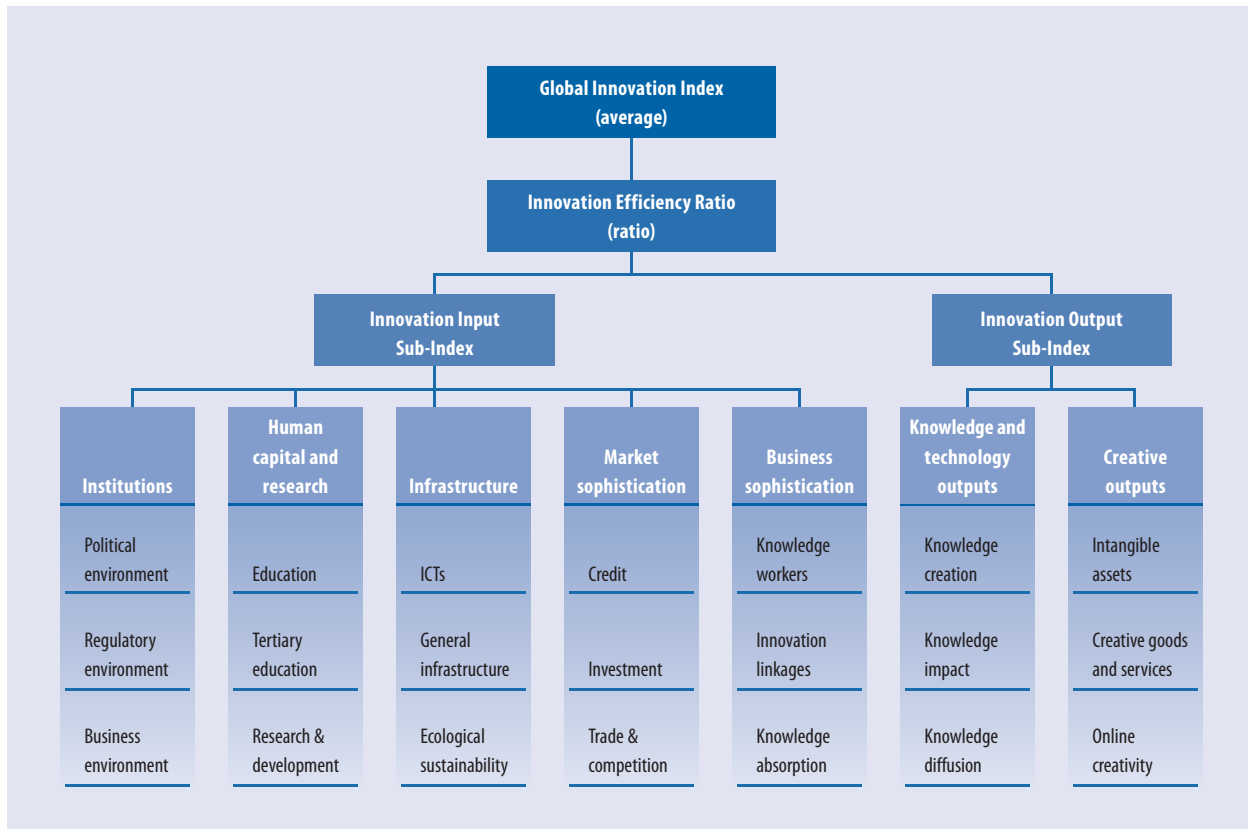 Global Innovation Index
(average)
Innovation Efficiency Ratio
(ratio)
Innovation Input
Sub-Index
Innovation Output
Sub-Index
Institutions
Human
capital and
research
Infrastructure
Market
sophistication
Business
sophistication
Knowledge and
technology
outputs
Creative
outputs
Political
environment
Education
ICTs
Credit
Knowledge
workers
Knowledge
creation
Intangible
assets
Regulatory
environment
Tertiary
education
General
infrastructure
Investment
Innovation
linkages
Knowledge
impact
Creative goods
and services
Business
environment
Research &
development
Ecological
sustainability
Trade &
competition
Knowledge
absorption
Knowledge
diffusion
Online
creativity